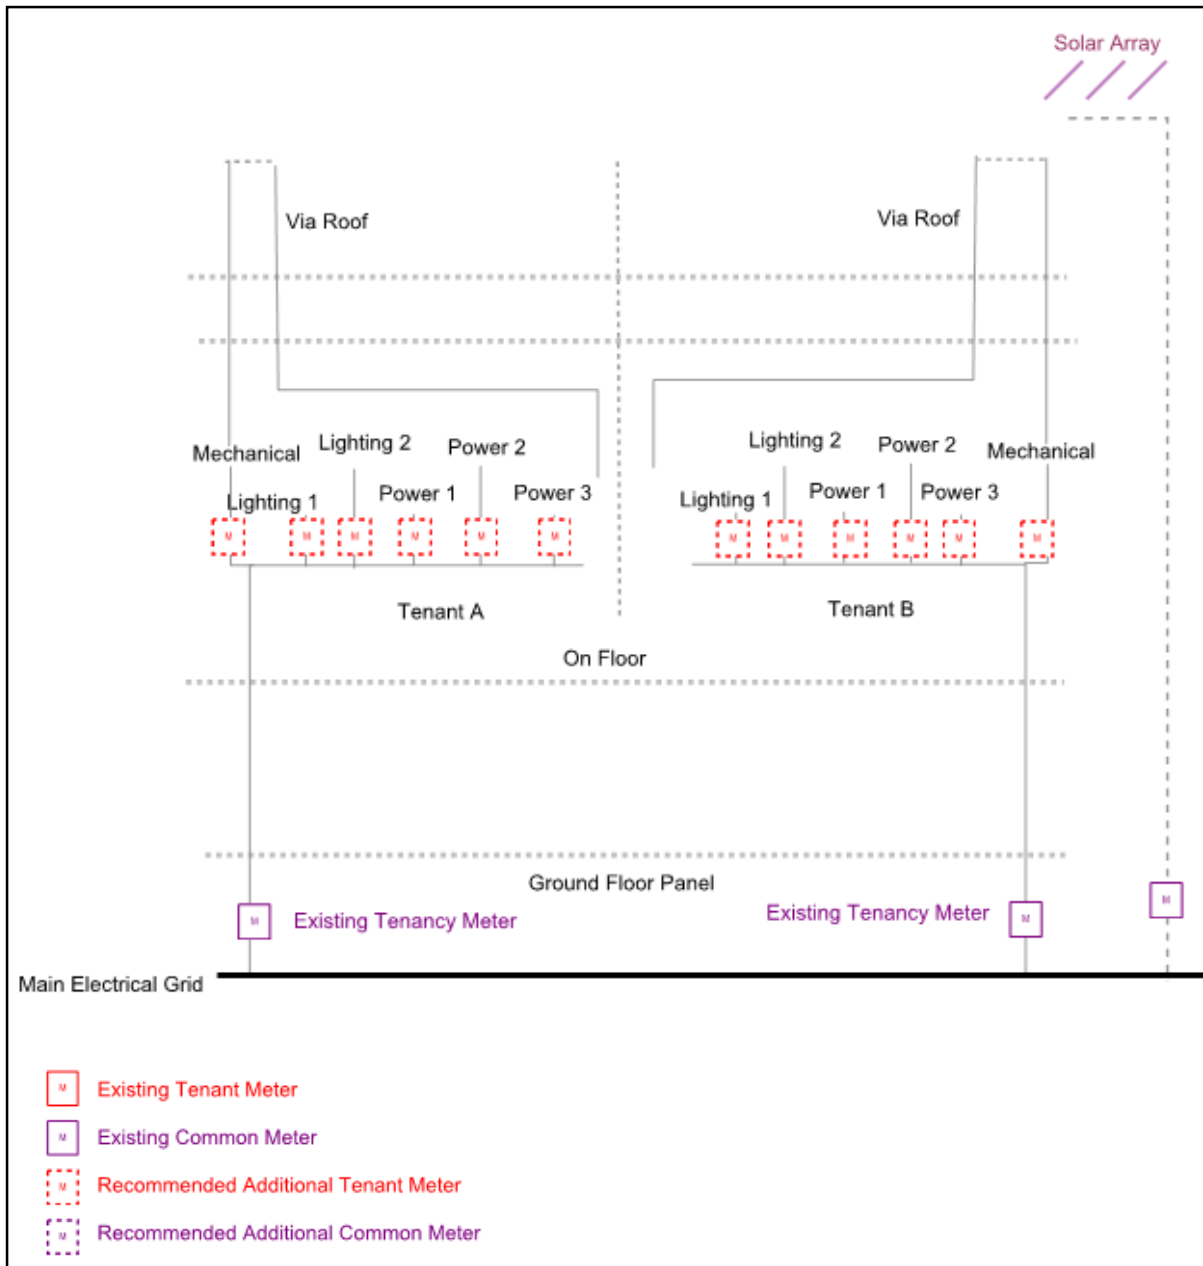 Solar Array
Via Roof
Via Roof
Mechanical
Lighting 1
Lighting 2
Power 1
Power 2
Power 3
Lighting 1
Lighting 2
Power 1
Power 2
Power 3
Mechanical
M
M
M
M
M
M
M
M
M
M
M
M
Tenant A
Tenant B
On Floor
Ground Floor Panel
M
Existing Tenancy Meter
Existing Tenancy Meter
M
M
Main Electrical Grid
M
Existing Tenant Meter
M
Existing Common Meter
M
Recommended Additional Tenant Meter
M
Recommended Additional Common Meter